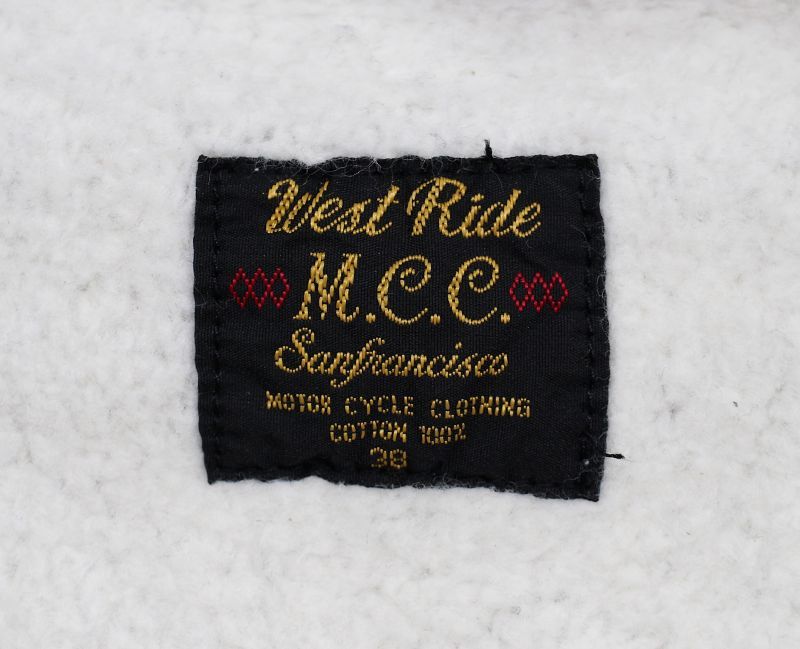 West Ride
M.C.C.
Sanfrancisco
MOTOR CYCLE CLOTHING
COTTON 100%
38